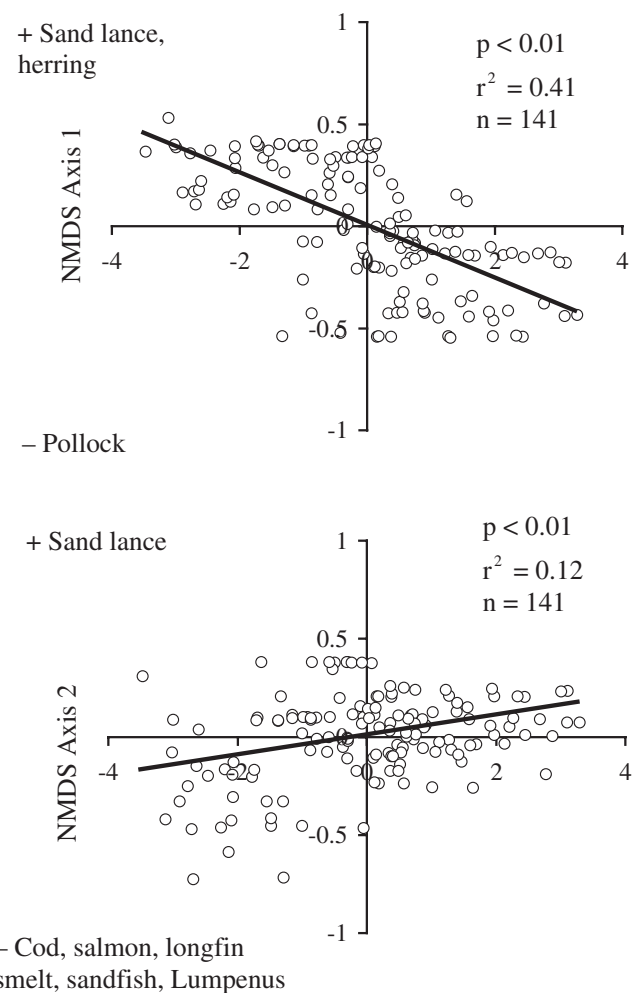 + Sand lance,
herring
p < 0.01
r² = 0.41
n = 141
NMDS Axis 1
1
0.5
0
-0.5
-1
-4
-2
0
2
4
– Pollock
+ Sand lance
p < 0.01
r² = 0.12
n = 141
NMDS Axis 2
1
0.5
0
-0.5
-1
-4
-2
0
2
4
– Cod, salmon, longfin
smelt, sandfish, Lumpenus